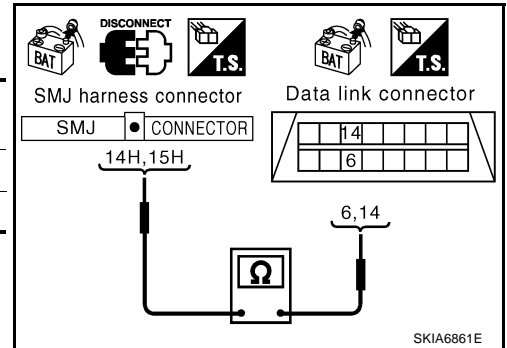 DISCONNECT
BAT
T.S.
BAT
T.S.
SMJ harness connector
Data link connector
SMJ CONNECTOR
14
6
14H,15H
6,14
Ω
SKIA6861E